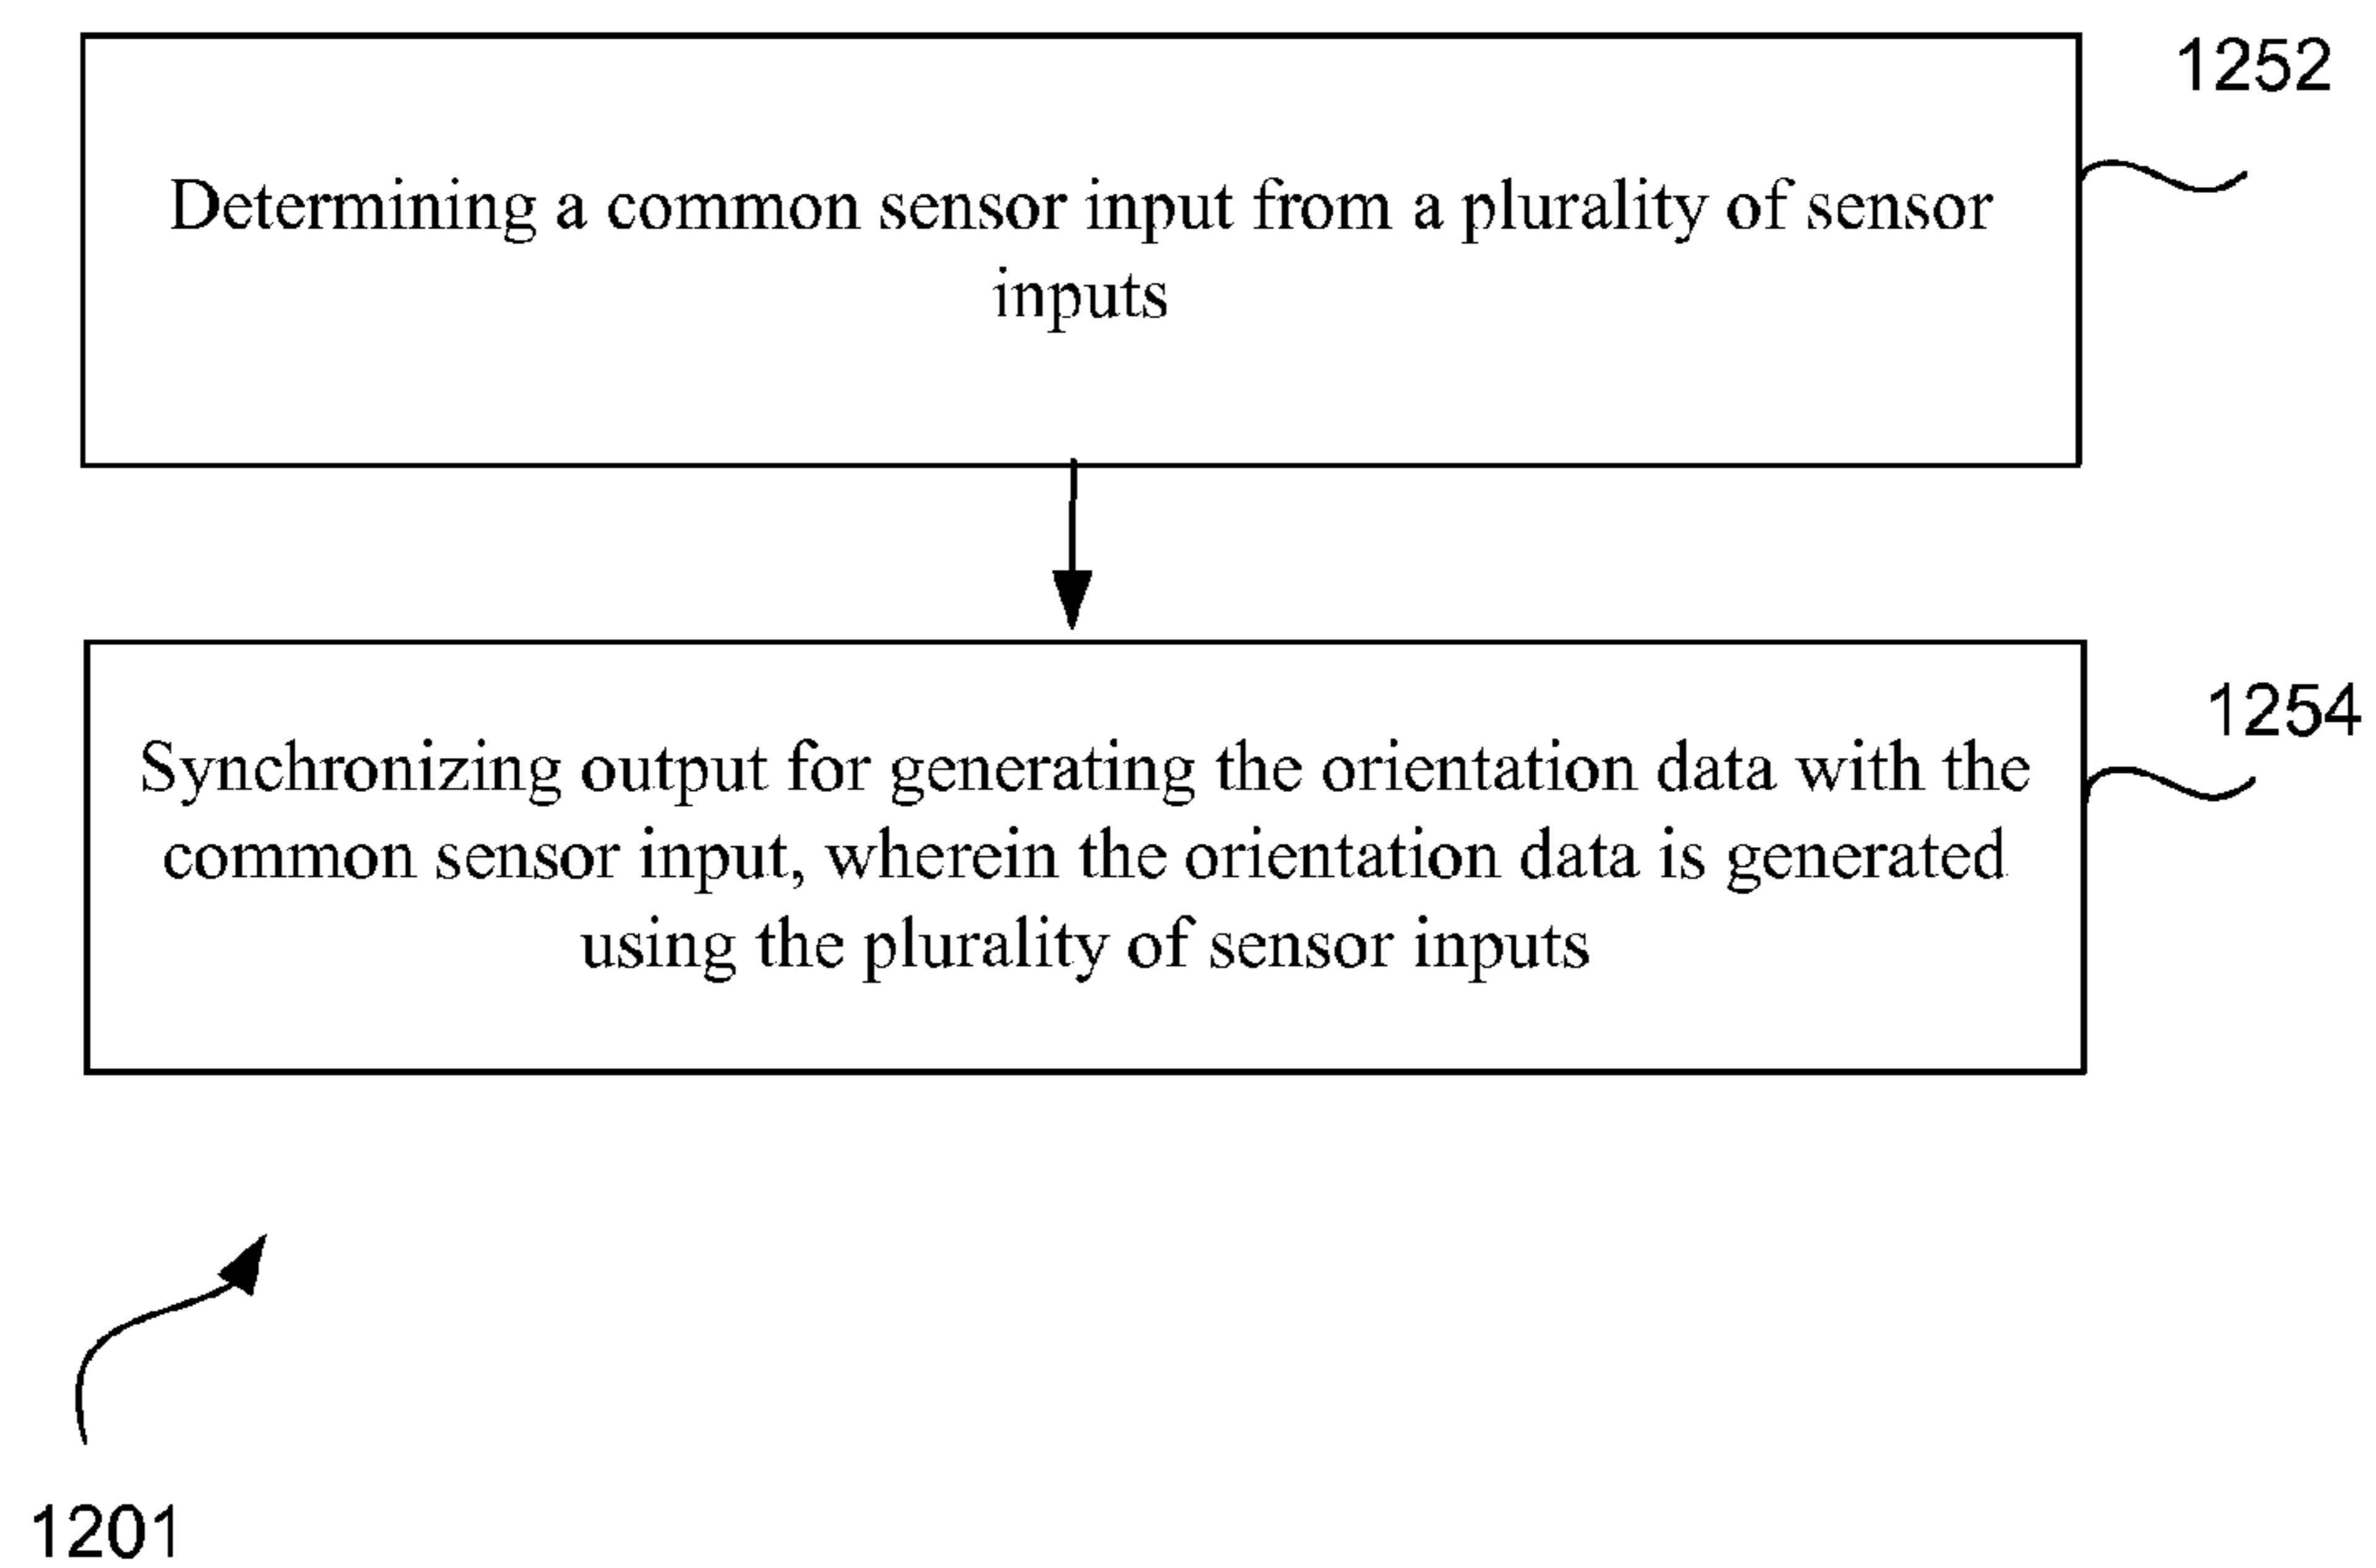 1252
Determining a common sensor input from a plurality of sensor
inputs
1254
Synchronizing output for generating the orientation data with the
common sensor input, wherein the orientation data is generated
using the plurality of sensor inputs
1201